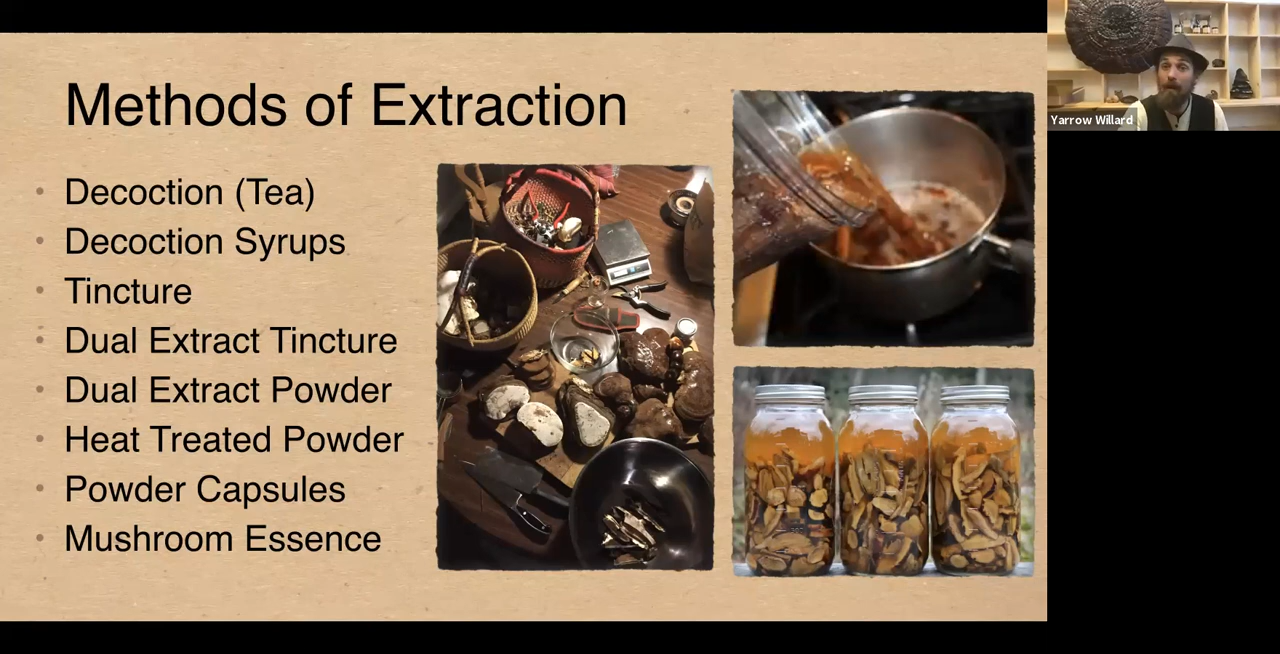 Methods of Extraction
• Decoction (Tea)
• Decoction Syrups
• Tincture
• Dual Extract Tincture
• Dual Extract Powder
• Heat Treated Powder
• Powder Capsules
• Mushroom Essence
Yarrow Willard